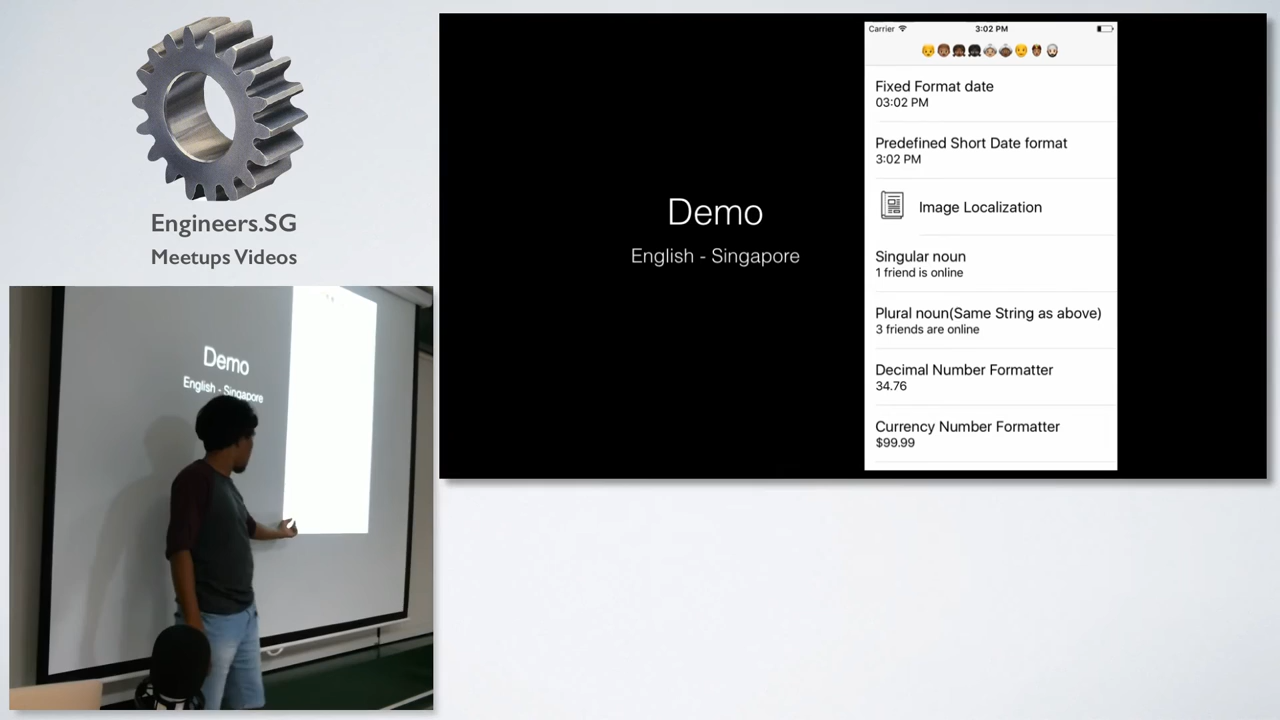 Engineers.SG
Meetups Videos
Demo
English - Singapore
Demo
English - Singapore
Carrier
3:02 PM
Fixed Format date
03:02 PM
Predefined Short Date format
3:02 PM
Image Localization
Singular noun
1 friend is online
Plural noun(Same String as above)
3 friends are online
Decimal Number Formatter
34.76
Currency Number Formatter
$99.99